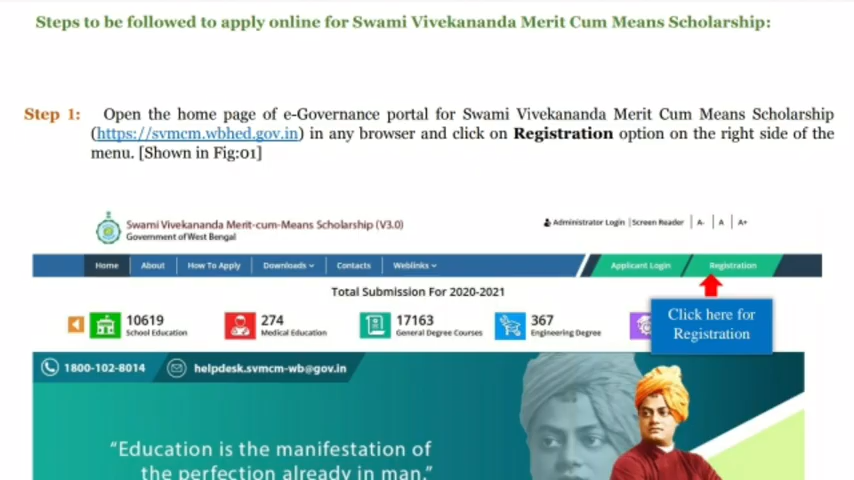 Steps to be followed to apply online for Swami Vivekananda Merit Cum Means Scholarship:
Step 1: Open the home page of e-Governance portal for Swami Vivekananda Merit Cum Means Scholarship
(https://svmcm.wbhed.gov.in) in any browser and click on Registration option on the right side of the
menu. [Shown in Fig:01]
Swami Vivekananda Merit-cum-Means Scholarship (V3.0)
Government of West Bengal
Administrator Login | Screen Reader | A- | A | A+
Home | About | How To Apply | Downloads | Contacts | Weblinks
Applicant Login
Registration
Total Submission For 2020-2021
10619
School Education
274
Medical Education
17163
General Degree Courses
367
Engineering Degree
Click here for
Registration
1800-102-8014
helpdesk.svmcm-wb@gov.in
“Education is the manifestation of
the perfection already in man.”